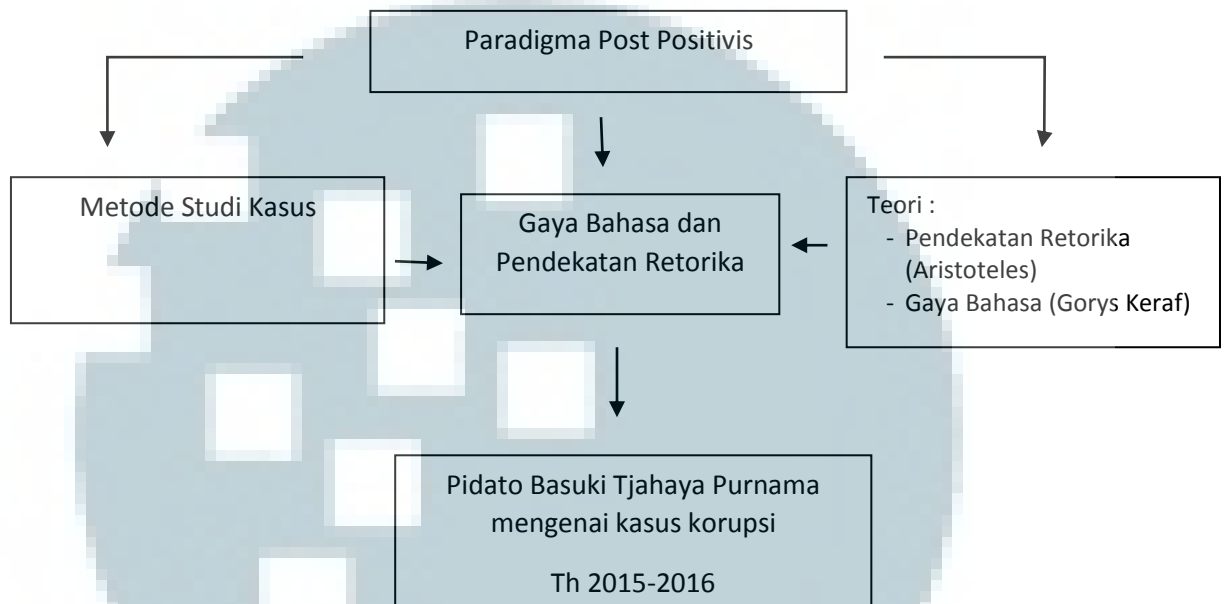 Paradigma Post Positivis
Metode Studi Kasus
Gaya Bahasa dan
Pendekatan Retorika
Teori :
- Pendekatan Retorika
(Aristoteles)
- Gaya Bahasa (Gorys Keraf)
Pidato Basuki Tjahaya Purnama
mengenai kasus korupsi
Th 2015-2016